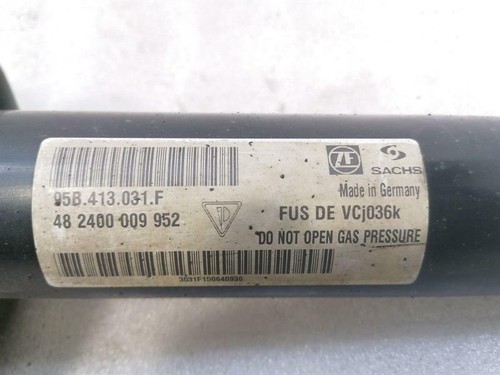 ZF SACHS
95B.413.031.F
Made in Germany
48 2400 009 952
FUS DE VCj036k
DO NOT OPEN GAS PRESSURE